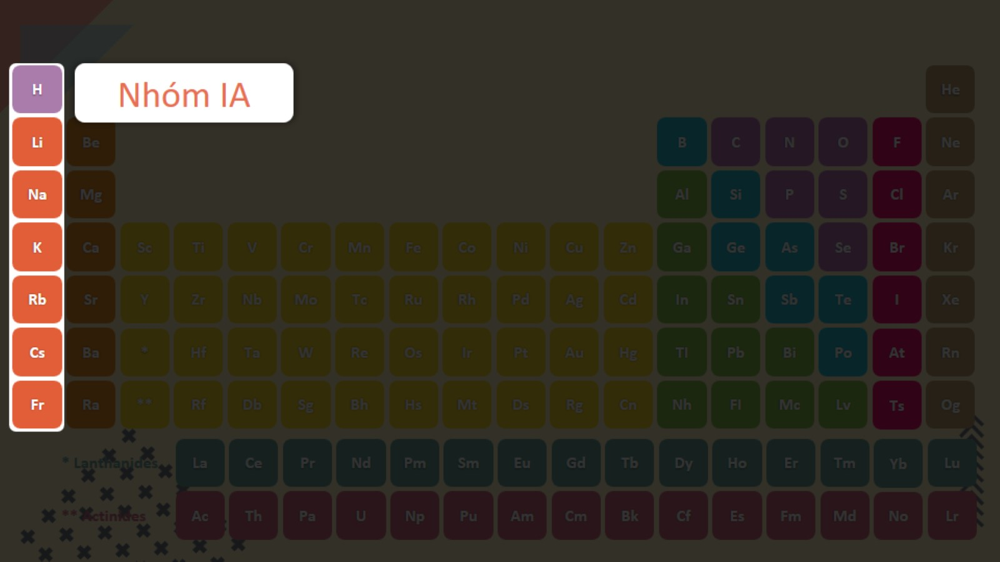 H Nhóm IA He
Li Be B C N O F Ne
Na Mg Al Si P S Cl Ar
K Ca Sc Ti V Cr Mn Fe Co Ni Cu Zn Ga Ge As Se Br Kr
Rb Sr Y Zr Nb Mo Tc Ru Rh Pd Ag Cd In Sn Sb Te I Xe
Cs Ba * Hf Ta W Re Os Ir Pt Au Hg Tl Pb Bi Po At Rn
Fr Ra ** Rf Db Sg Bh Hs Mt Ds Rg Cn Nh Fl Mc Lv Ts Og
* Lanthanides La Ce Pr Nd Pm Sm Eu Gd Tb Dy Ho Er Tm Yb Lu
** Actinides Ac Th Pa U Np Pu Am Cm Bk Cf Es Fm Md No Lr